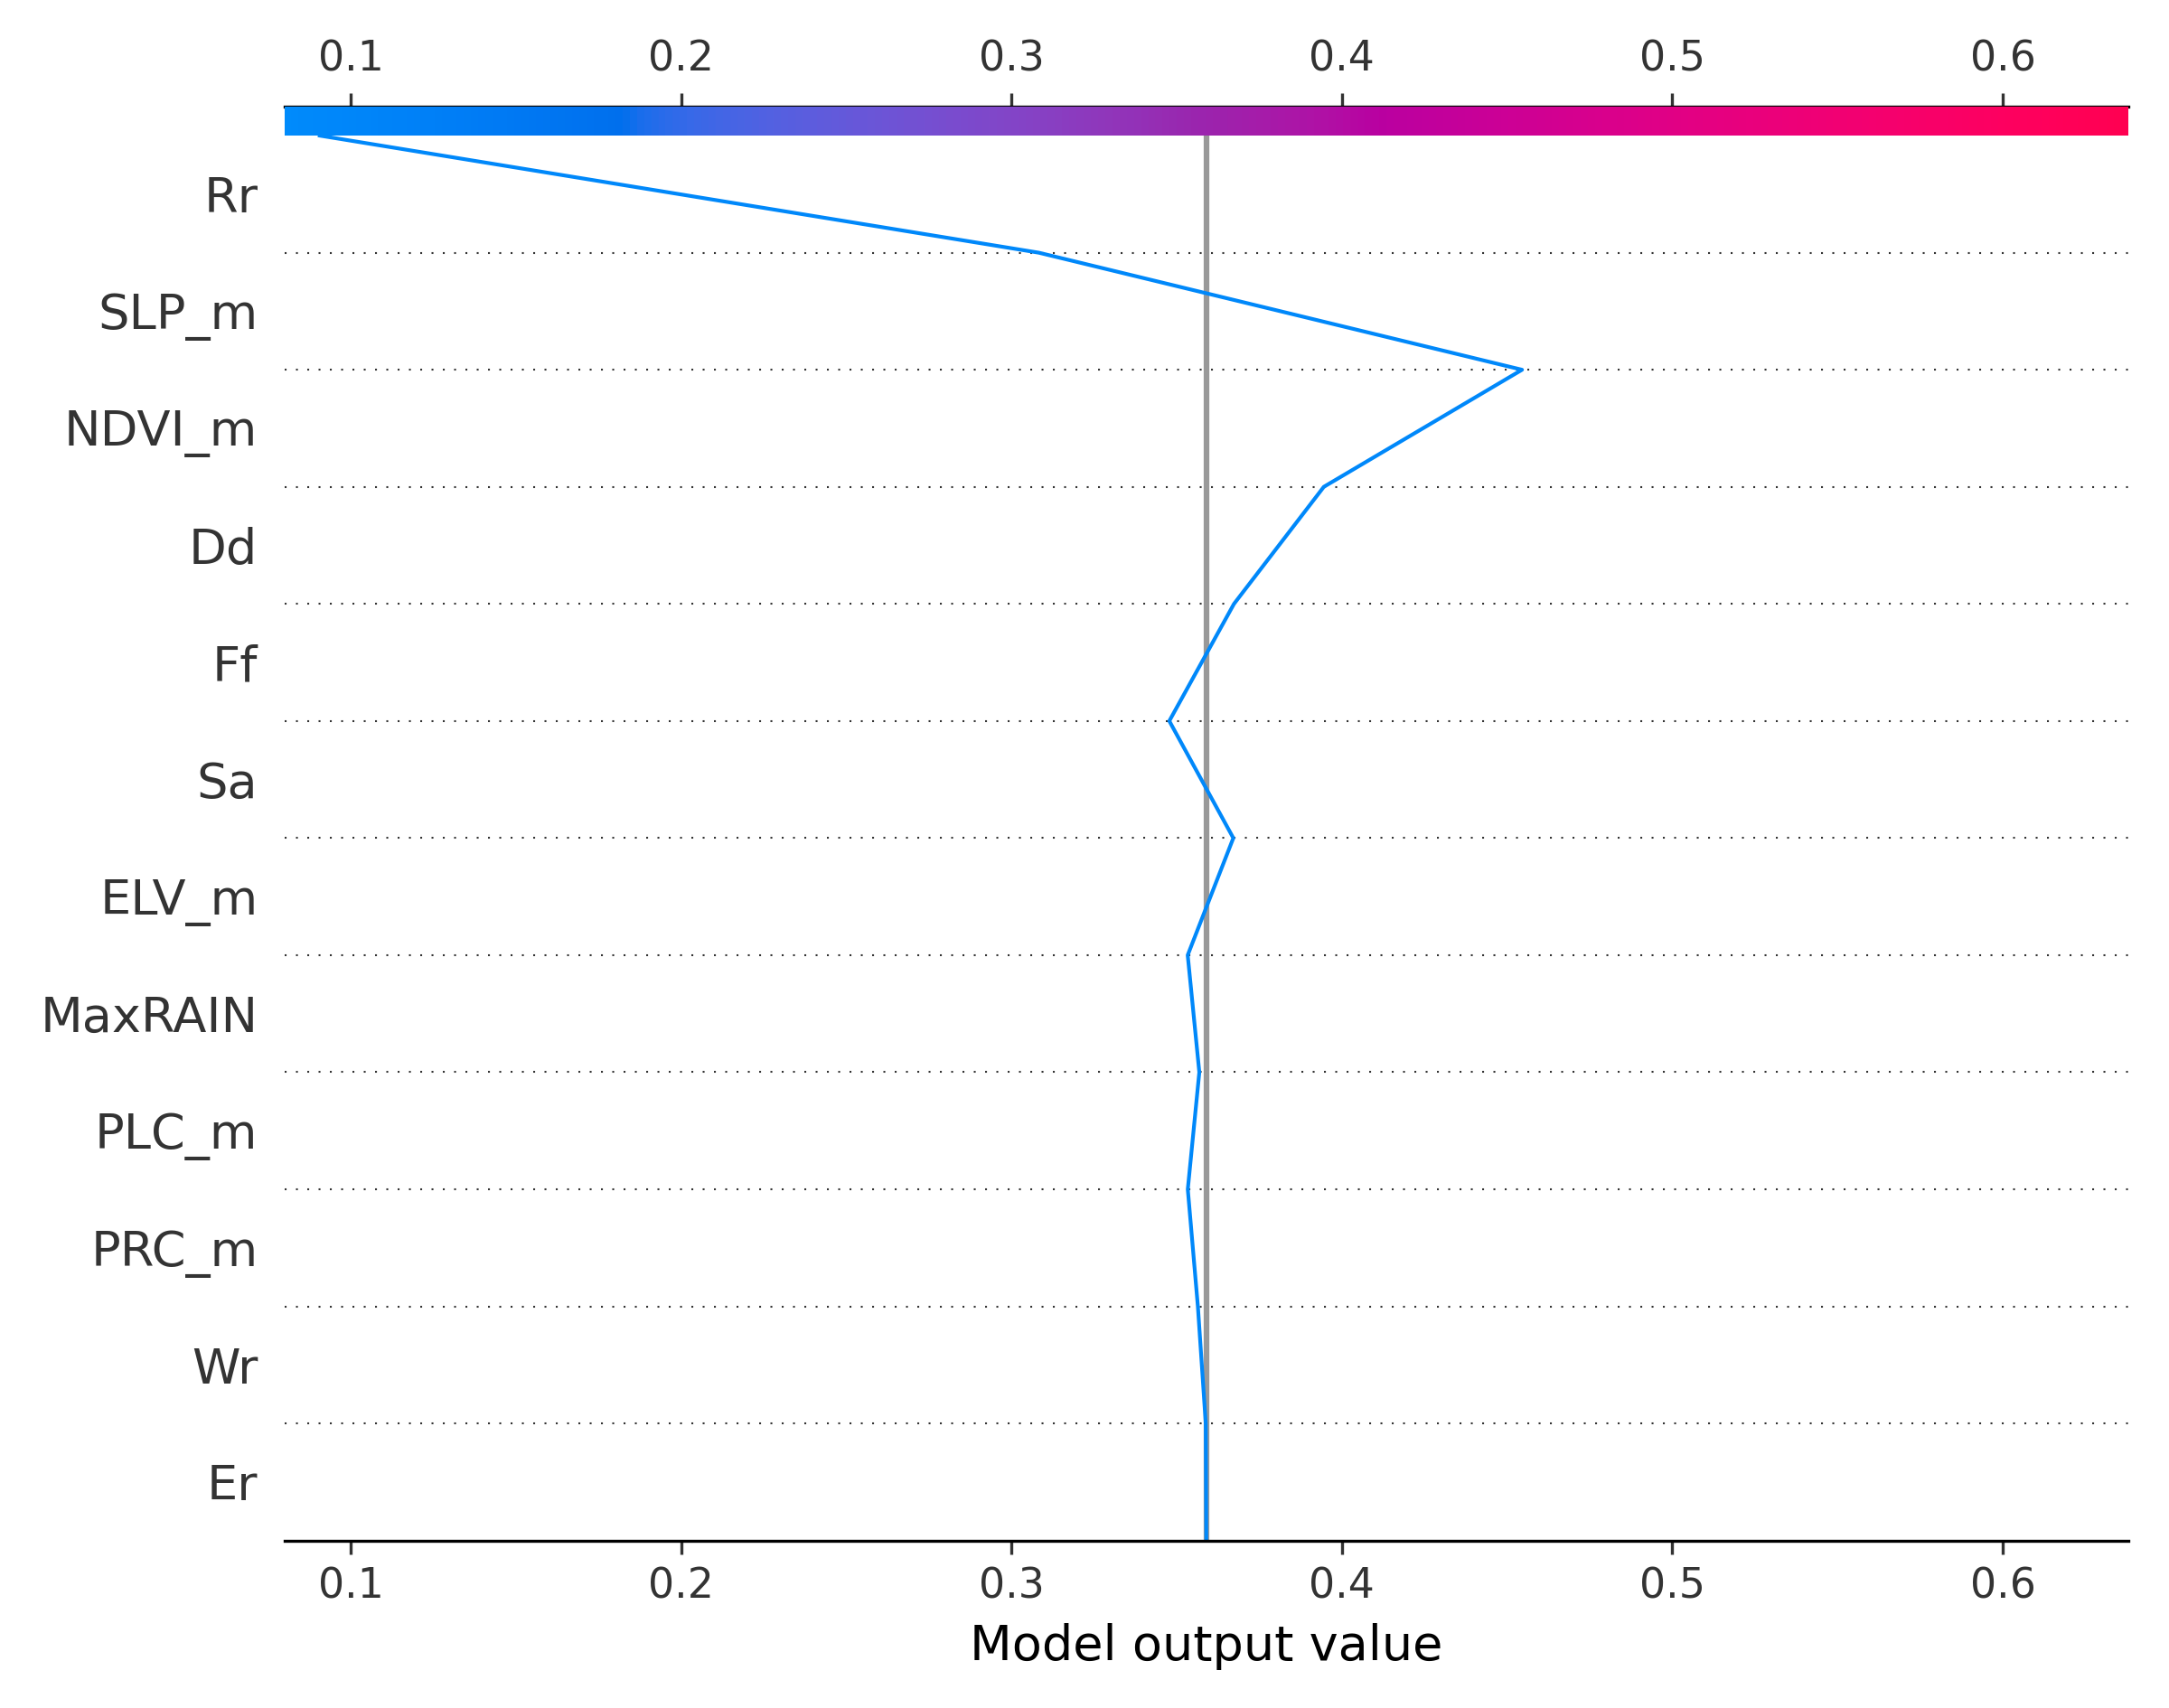 0.1 0.2 0.3 0.4 0.5 0.6
Rr
SLP_m
NDVI_m
Dd
Ff
Sa
ELV_m
MaxRAIN
PLC_m
PRC_m
Wr
Er
0.1 0.2 0.3 0.4 0.5 0.6
Model output value